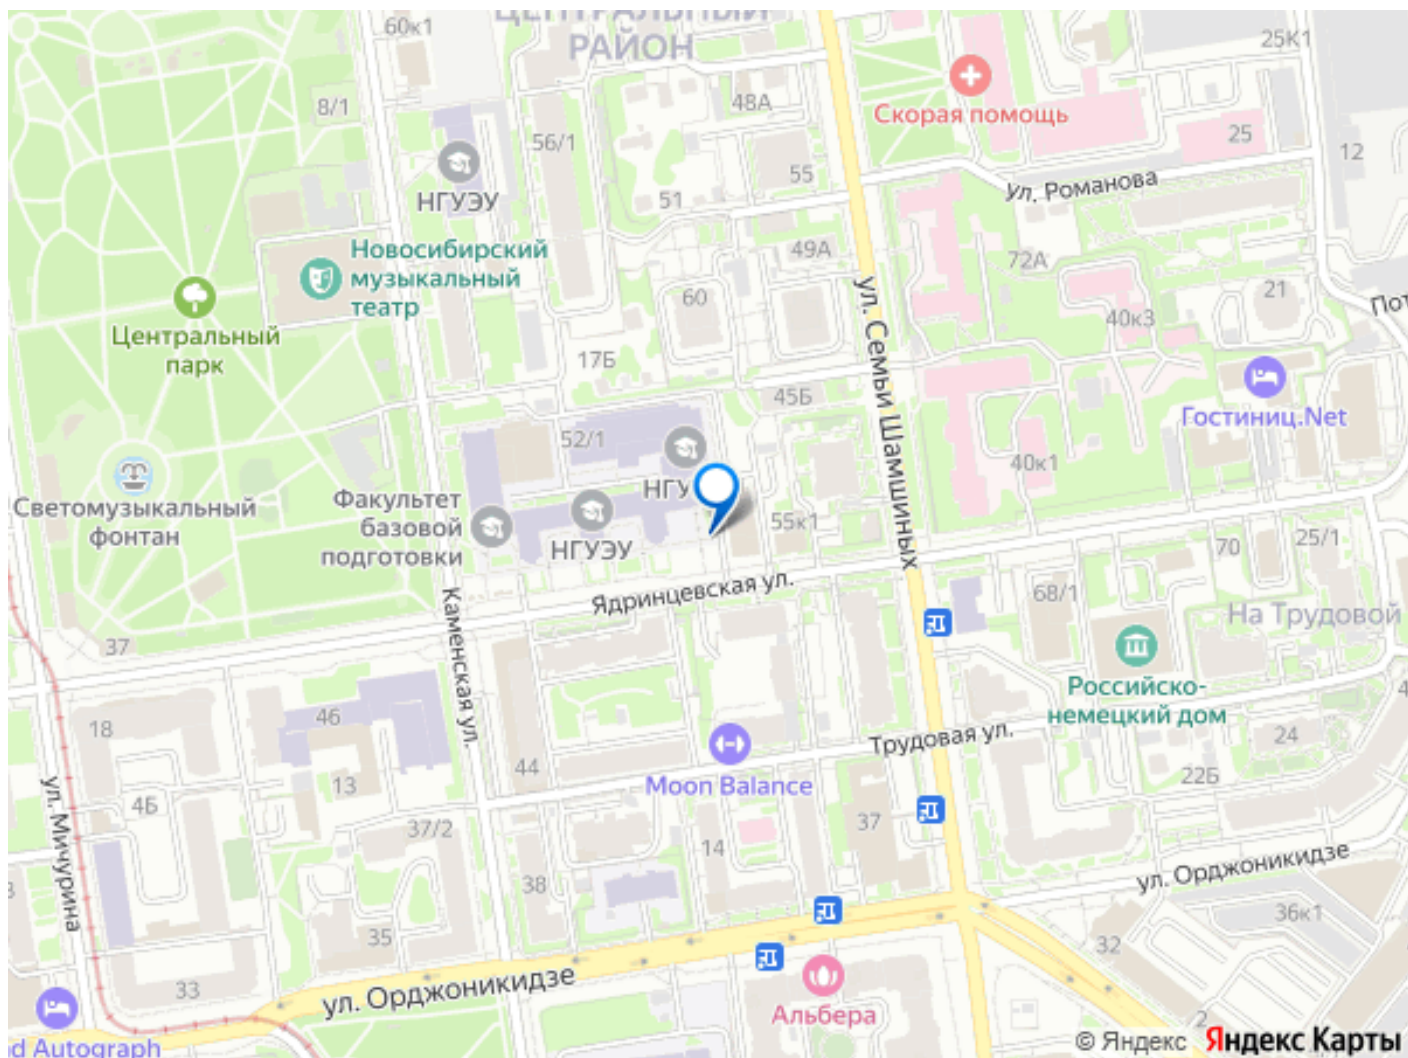 60к1
ЦЕНТРАЛЬНЫЙ
РАЙОН
25К1
8/1
48А
Скорая помощь
56/1
25
12
НГУЭУ
55
ул. Романова
51
Новосибирский
музыкальный
театр
49А
72А
60
21
40к3
Центральный
парк
ул. Семьи Шамшиных
17Б
45Б
Гостиниц.Net
52/1
40к1
Светомузыкальный
фонтан
Факультет
базовой
подготовки
НГУ
НГУЭУ
55к1
70
25/1
Ядринцевская ул.
68/1
На Трудовой
37
Каменская ул.
Российско-
немецкий дом
18
46
Трудовая ул.
24
44
Moon Balance
22Б
ул. Мичурина
4Б
13
37/2
14
37
ул. Орджоникидзе
38
36к1
35
32
33
ул. Орджоникидзе
Альбера
2
d Autograph
© Яндекс Яндекс Карты